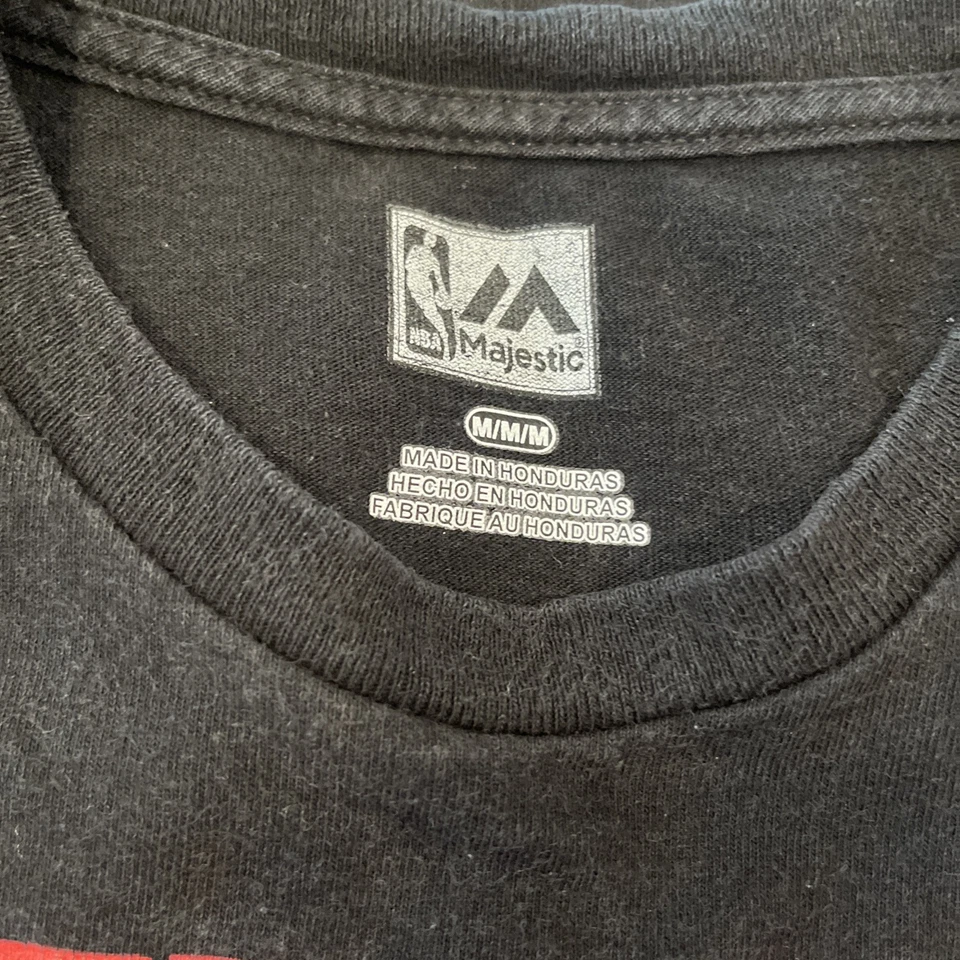 NBA
Majestic
M/M/M
MADE IN HONDURAS
HECHO EN HONDURAS
FABRIQUE AU HONDURAS